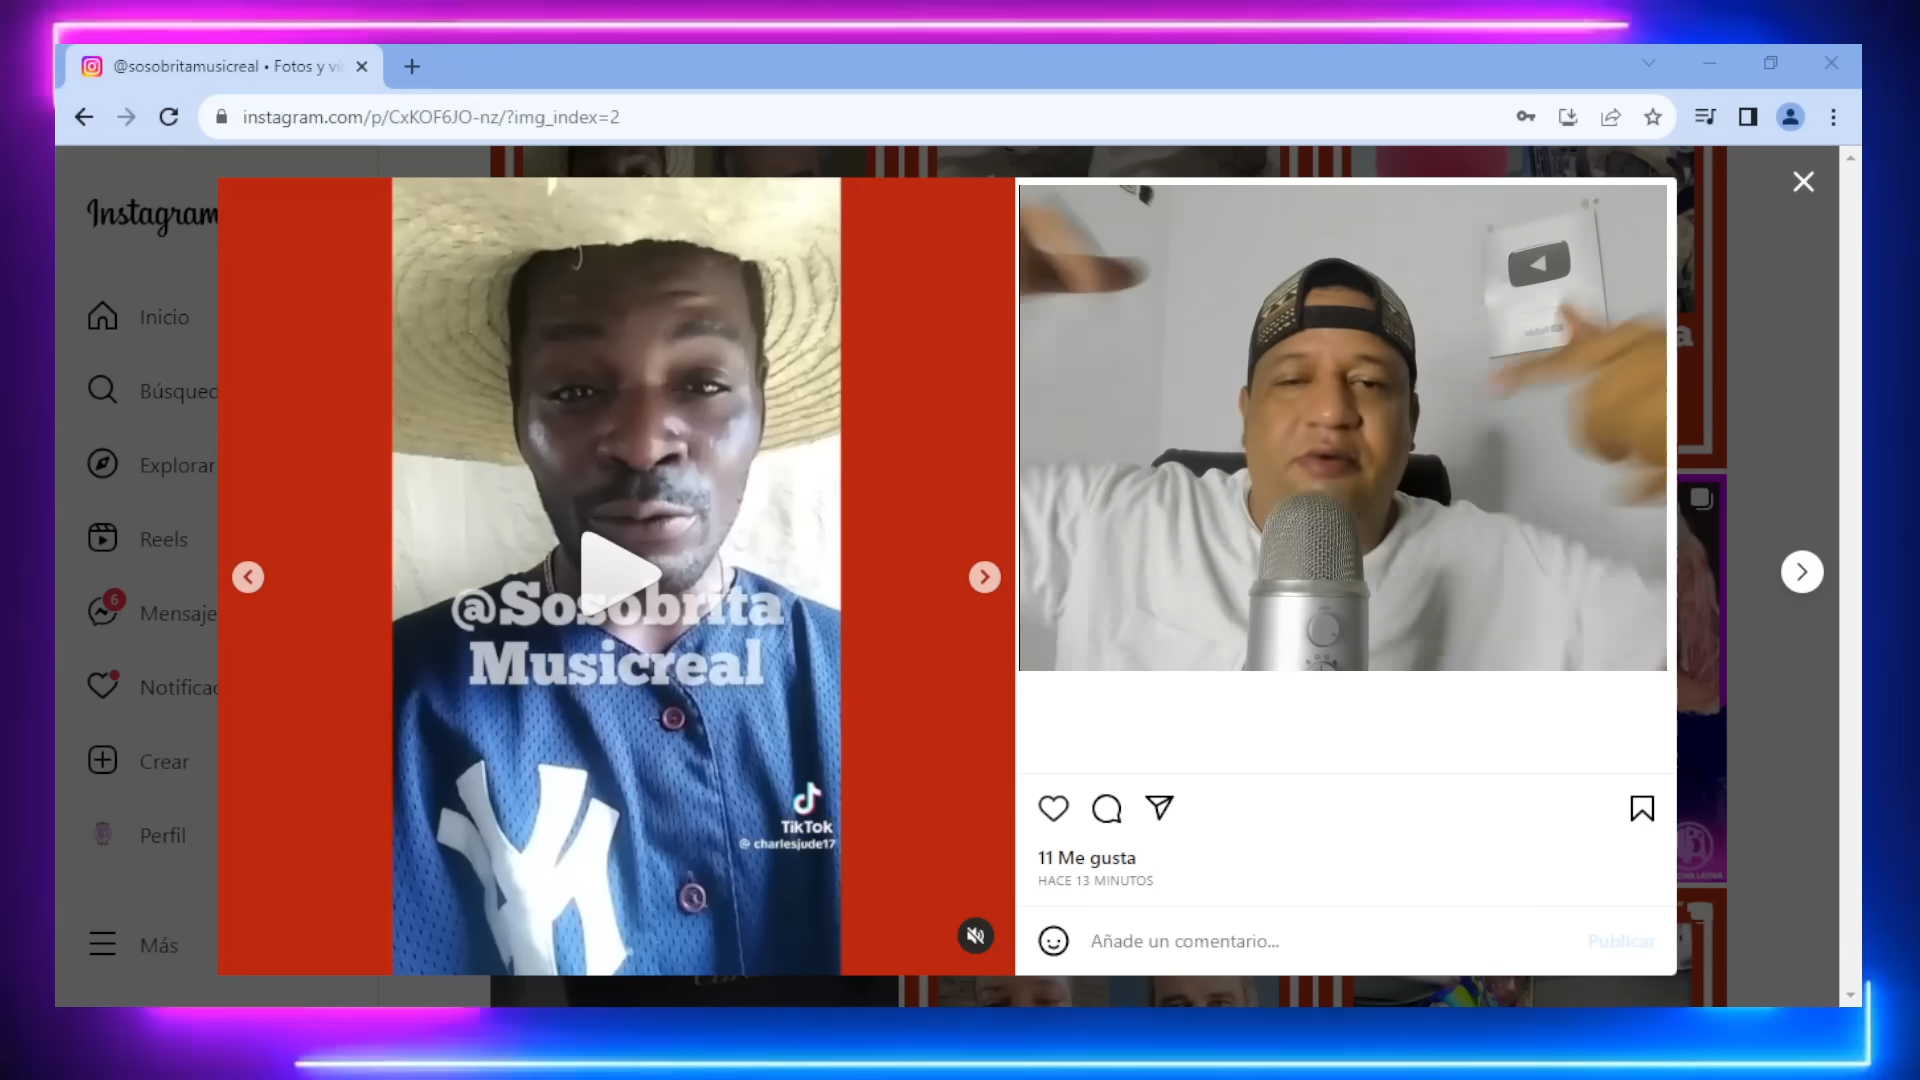 @sosobritamusicreal • Fotos y vi
instagram.com/p/CxKOF6JO-nz/?img_index=2
Instagram
Inicio
Búsqued
Explorar
Reels
6
Mensaje
Notificac
Crear
Perfil
Más
@Sosobrita
Musicreal
TikTok
@ charlesjude17
11 Me gusta
HACE 13 MINUTOS
Añade un comentario...
Publicar